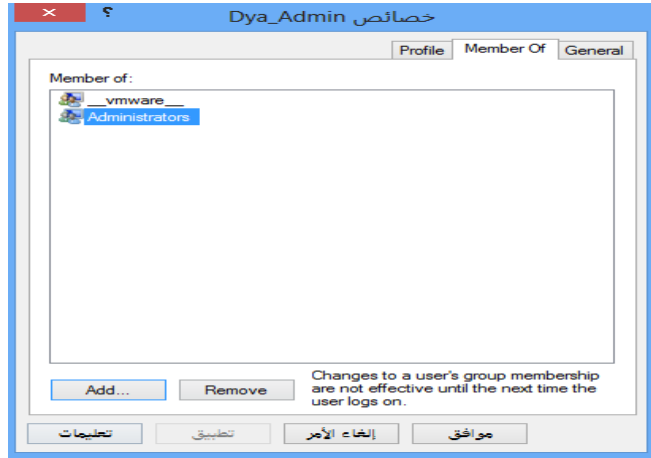 خصائص Dya_Admin
؟
Profile
Member Of
General
Member of:
__vmware__
Administrators
Add...
Remove
Changes to a user's group membership
are not effective until the next time the
user logs on.
تعليمات
تطبيق
إلغاء الأمر
موافق